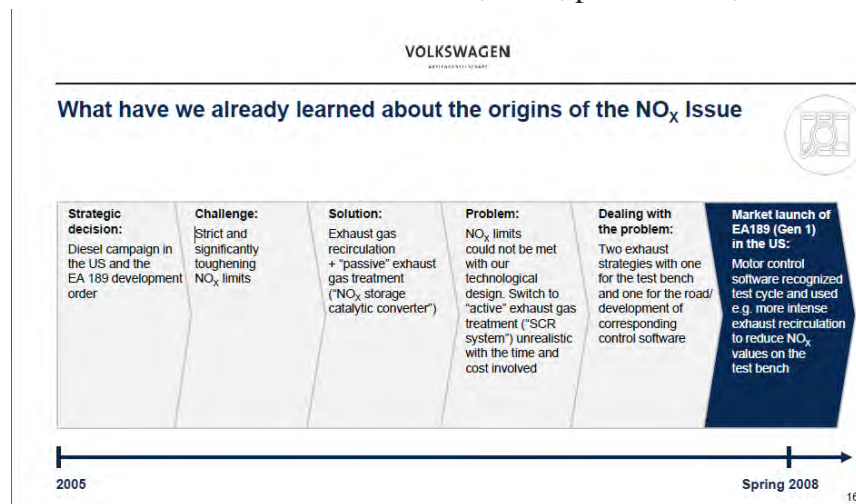 VOLKSWAGEN
AKTIENGESELLSCHAFT
What have we already learned about the origins of the NOX Issue
Strategic
decision:
Diesel campaign in
the US and the
EA 189 development
order
Challenge:
Strict and
significantly
toughening
NOX limits
Solution:
Exhaust gas
recirculation
+ “passive” exhaust
gas treatment
(“NOX storage
catalytic converter”)
Problem:
NOX limits
could not be met
with our
technological
design. Switch to
“active” exhaust gas
treatment (“SCR
system”) unrealistic
with the time and
cost involved
Dealing with
the problem:
Two exhaust
strategies with one
for the test bench
and one for the road/
development of
corresponding
control software
Market launch of
EA189 (Gen 1)
in the US:
Motor control
software recognized
test cycle and used
e.g. more intense
exhaust recirculation
to reduce NOX
values on the
test bench
2005
Spring 2008
16